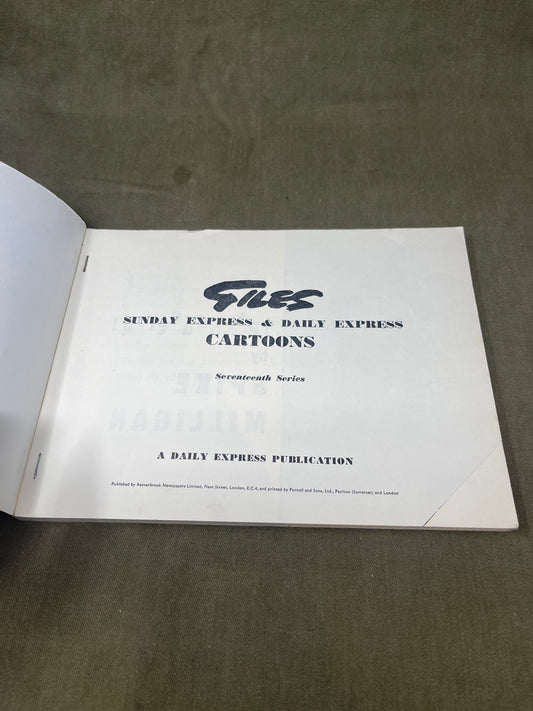 GILES
SUNDAY EXPRESS & DAILY EXPRESS
CARTOONS
Seventeenth Series
A DAILY EXPRESS PUBLICATION
Published by Beaverbrook Newspapers Limited, Fleet Street, London, E.C.4, and printed by Purnell and Sons, Ltd., Paulton (Somerset) and London